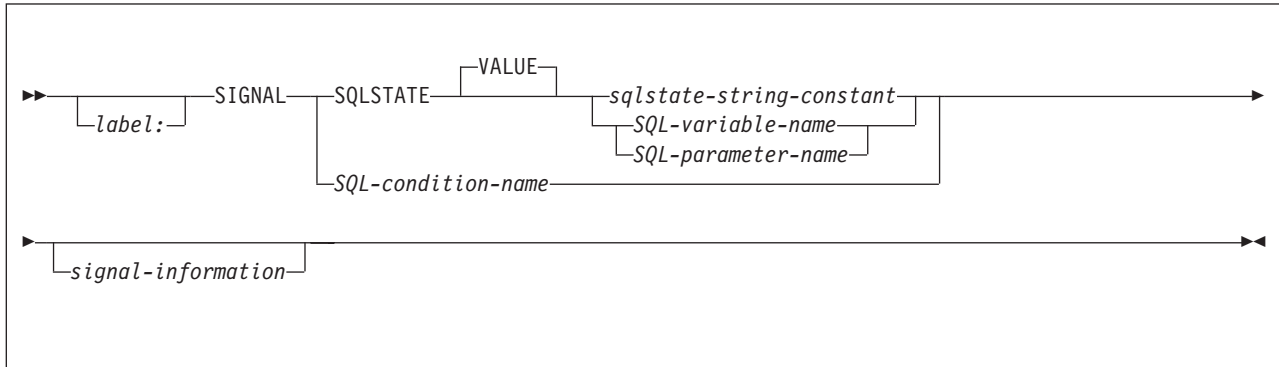 VALUE
SIGNAL SQLSTATE sqlstate-string-constant
label: SQL-variable-name
SQL-parameter-name
SQL-condition-name
signal-information